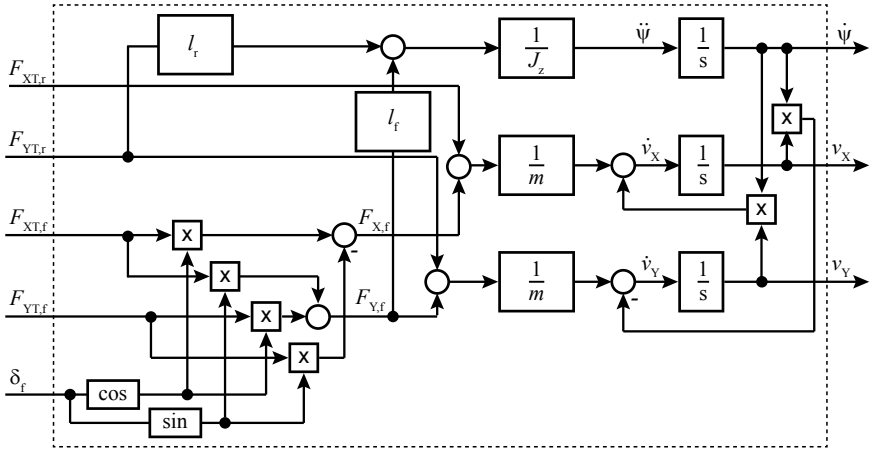 l_r
1/J_z
ψ̈
1/s
ψ̇
F_XT,r
l_f
x
F_YT,r
1/m
v̇_X
1/s
v_X
x
F_XT,f
x
F_X,f
-
x
1/m
v̇_Y
1/s
v_Y
-
F_YT,f
x
F_Y,f
x
δ_f
cos
sin